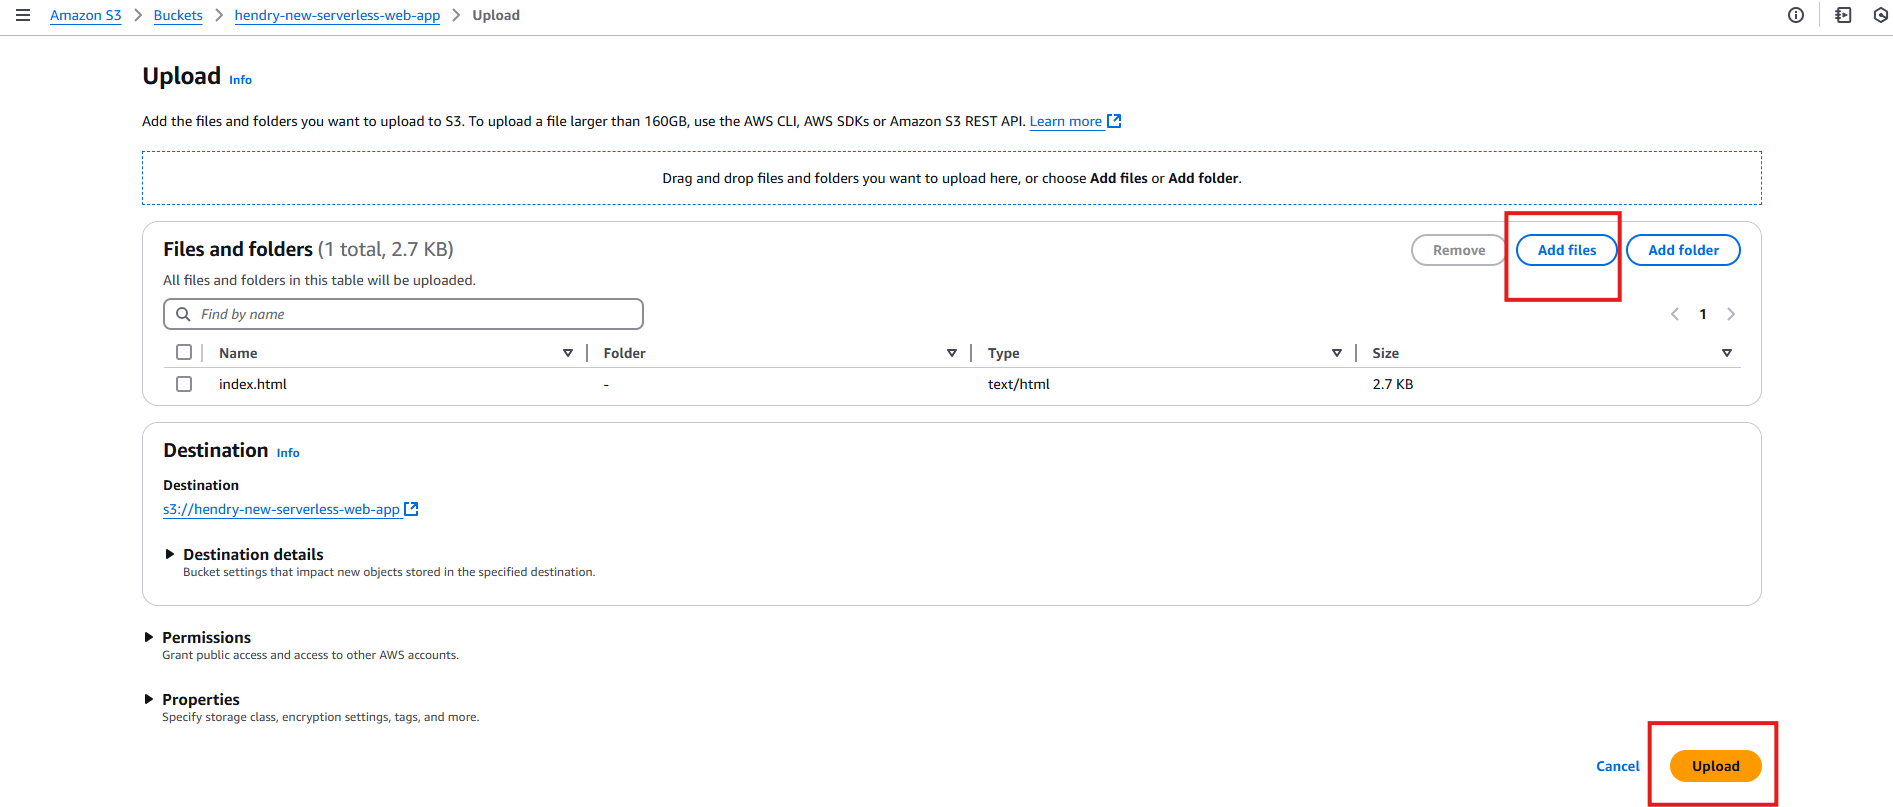 Amazon S3 > Buckets > hendry-new-serverless-web-app > Upload
Upload Info
Add the files and folders you want to upload to S3. To upload a file larger than 160GB, use the AWS CLI, AWS SDKs or Amazon S3 REST API. Learn more
Drag and drop files and folders you want to upload here, or choose Add files or Add folder.
Files and folders (1 total, 2.7 KB)
Remove Add files Add folder
All files and folders in this table will be uploaded.
Find by name
1
Name Folder Type Size
index.html - text/html 2.7 KB
Destination Info
Destination
s3://hendry-new-serverless-web-app
Destination details
Bucket settings that impact new objects stored in the specified destination.
Permissions
Grant public access and access to other AWS accounts.
Properties
Specify storage class, encryption settings, tags, and more.
Cancel Upload